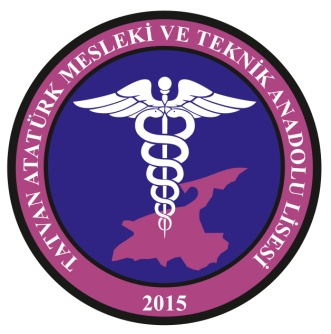 TATVAN ATATÜRK MESLEKİ VE TEKNİK ANADOLU LİSESİ
2015